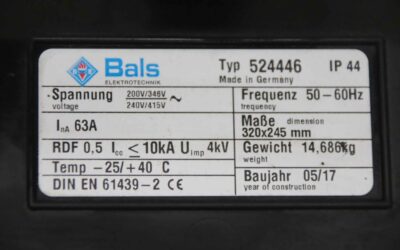 Bals Typ 524446 IP 44
ELEKTROTECHNIK Made in Germany
Spannung 200V/346V ~ Frequenz 50-60Hz
voltage 240V/415V frequency
InA 63A Maße dimension
320x245 mm
RDF 0,5 Icc ≤10kA Uimp 4kV Gewicht 14,686kg
weight
Temp -25/+40 C Baujahr 05/17
DIN EN 61439-2 CE year of construction